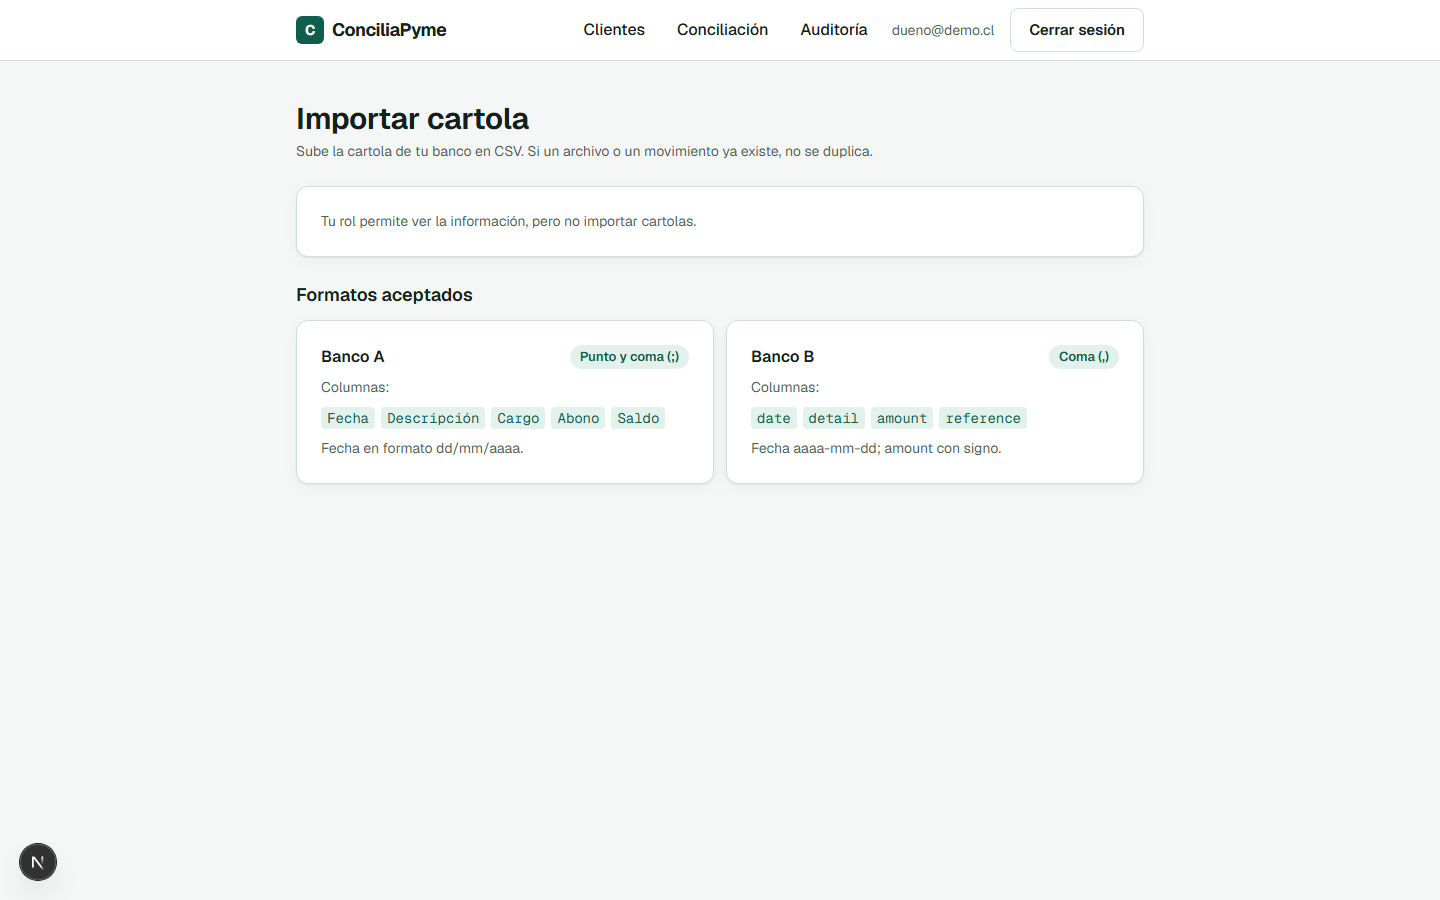 C ConciliaPyme Clientes Conciliación Auditoría dueno@demo.cl Cerrar sesión
Importar cartola
Sube la cartola de tu banco en CSV. Si un archivo o un movimiento ya existe, no se duplica.
Tu rol permite ver la información, pero no importar cartolas.
Formatos aceptados
Banco A Punto y coma (;)
Columnas:
Fecha Descripción Cargo Abono Saldo
Fecha en formato dd/mm/aaaa.
Banco B Coma (,)
Columnas:
date detail amount reference
Fecha aaaa-mm-dd; amount con signo.
N